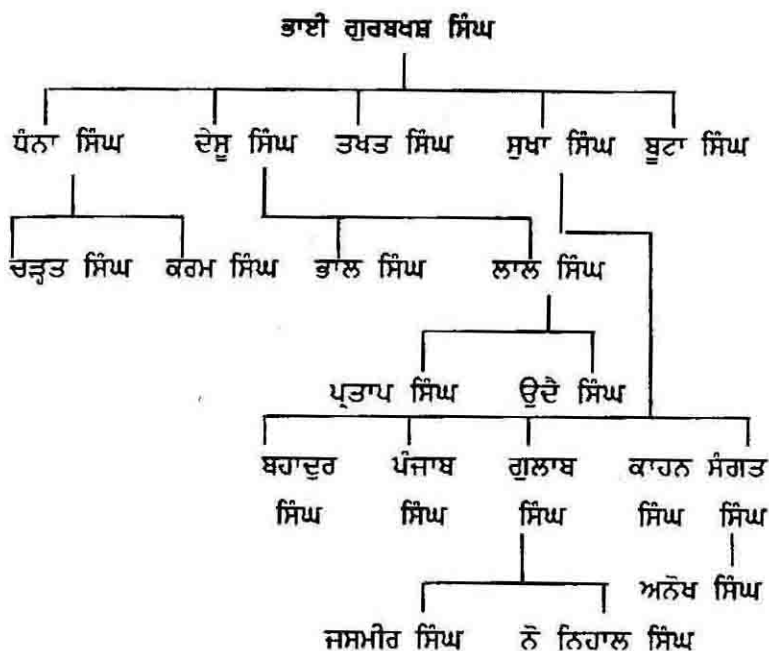 ਭਾਈ ਗੁਰਬਖਸ਼ ਸਿੰਘ
ਧੰਨਾ ਸਿੰਘ ਦੇਸੂ ਸਿੰਘ ਤਖਤ ਸਿੰਘ ਸੁਖਾ ਸਿੰਘ ਬੂਟਾ ਸਿੰਘ
ਚੜ੍ਹਤ ਸਿੰਘ ਕਰਮ ਸਿੰਘ ਭਾਲ ਸਿੰਘ ਲਾਲ ਸਿੰਘ
ਪ੍ਰਤਾਪ ਸਿੰਘ ਉਦੈ ਸਿੰਘ
ਬਹਾਦੁਰ ਪੰਜਾਬ ਗੁਲਾਬ ਕਾਹਨ ਸੰਗਤ
ਸਿੰਘ ਸਿੰਘ ਸਿੰਘ ਸਿੰਘ ਸਿੰਘ
ਅਨੋਖ ਸਿੰਘ
ਜਸਮੀਰ ਸਿੰਘ ਨੋ ਨਿਹਾਲ ਸਿੰਘ